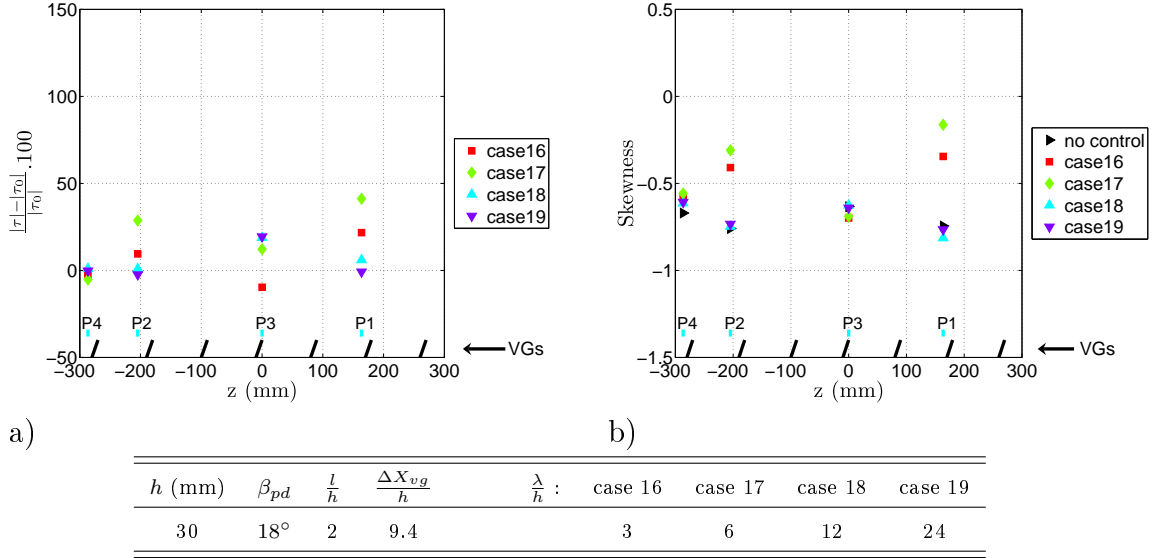 150
100
50
0
−50
−300 −200 −100 0 100 200 300
z (mm)
|τ|−|τ0|/|τ0| .100
P4 P2 P3 P1
VGs
case16
case17
case18
case19
a)
0.5
0
−0.5
−1
−1.5
−300 −200 −100 0 100 200 300
z (mm)
Skewness
P4 P2 P3 P1
VGs
no control
case16
case17
case18
case19
b)
h (mm) βpd l/h ΔXvg/h λ/h : case 16 case 17 case 18 case 19
30 18° 2 9.4 3 6 12 24